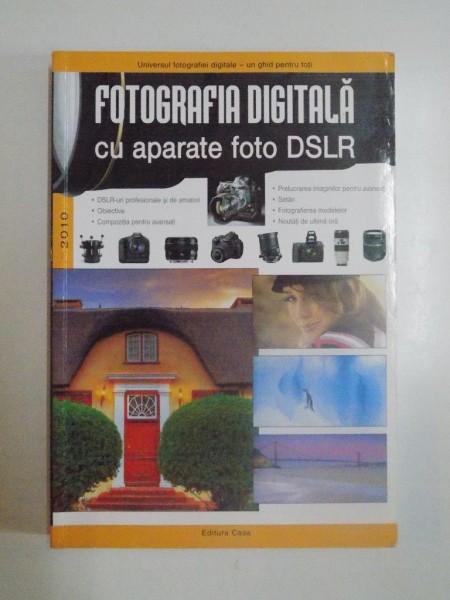 Universul fotografiei digitale – un ghid pentru toți
FOTOGRAFIA DIGITALĂ
cu aparate foto DSLR
• DSLR-uri profesionale și de amatori
• Obiective
• Compoziția pentru avansați
• Prelucrarea imaginilor pentru avansați
• Setări
• Fotografierea modelelor
• Noutăți de ultimă oră
2010
Editura Casa